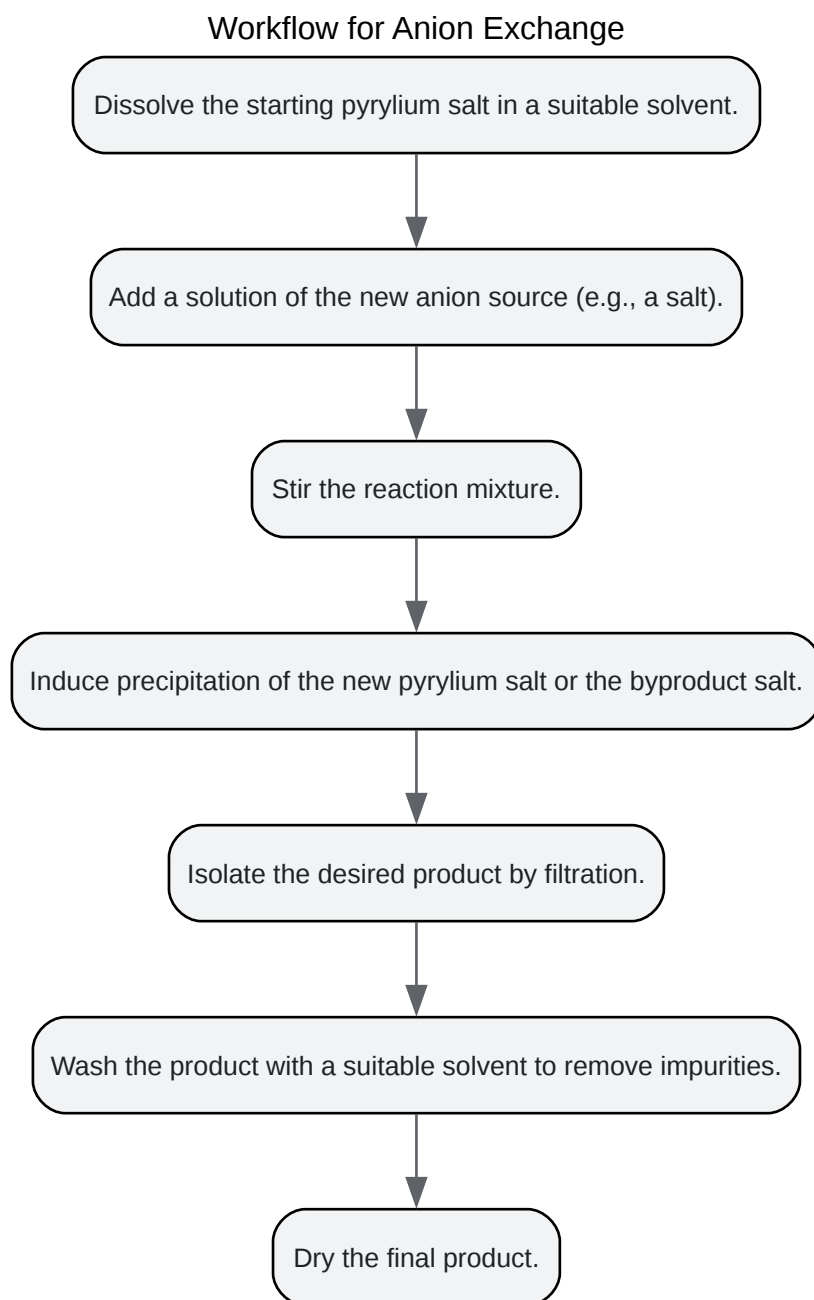 Workflow for Anion Exchange
Dissolve the starting pyrylium salt in a suitable solvent.
Add a solution of the new anion source (e.g., a salt).
Stir the reaction mixture.
Induce precipitation of the new pyrylium salt or the byproduct salt.
Isolate the desired product by filtration.
Wash the product with a suitable solvent to remove impurities.
Dry the final product.